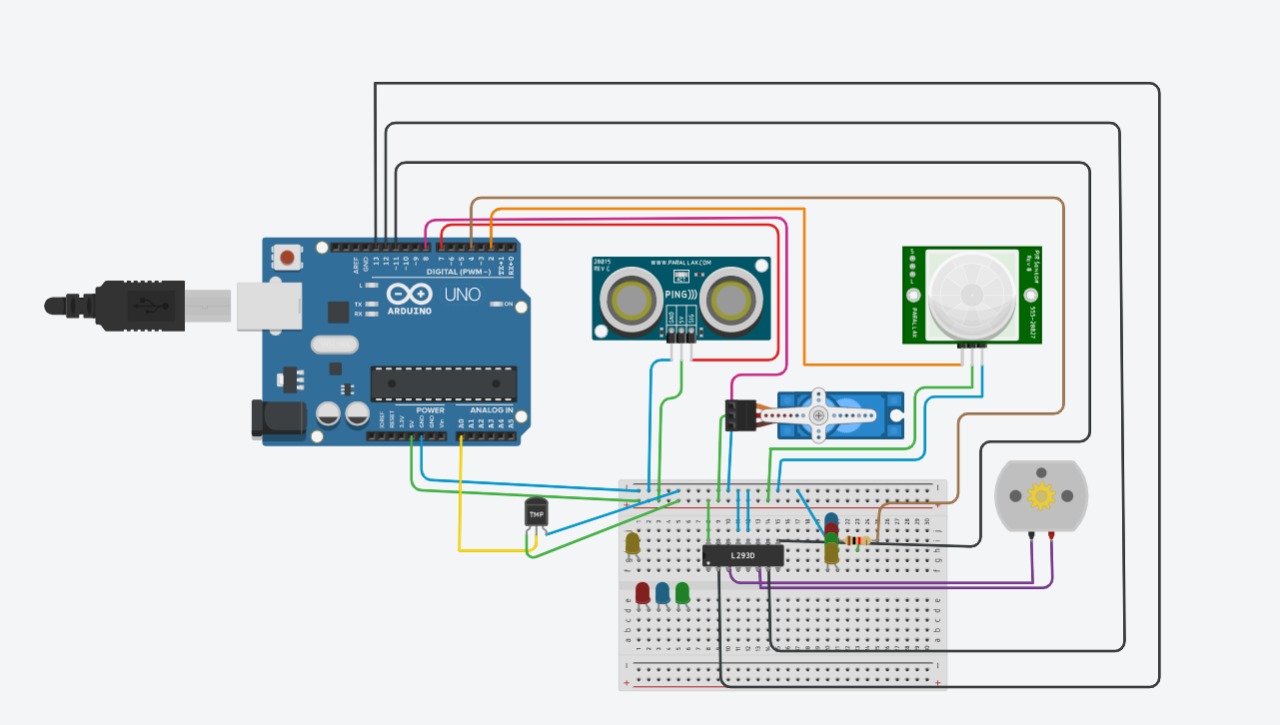 AREF
GND
13
12
~11
~10
~9
8
7
~6
~5
4
~3
2
TX→1
RX←0
DIGITAL (PWM~)
L
TX
RX
ARDUINO
UNO
ON
POWER
ANALOG IN
IOREF
RESET
3.3V
5V
GND
GND
Vin
A0
A1
A2
A3
A4
A5
28015
REV C
WWW.PARALLAX.COM
PING)))
GND
5V
SIG
PIR Sensor
Rev B
555-28027
PARALLAX
TMP
L293D